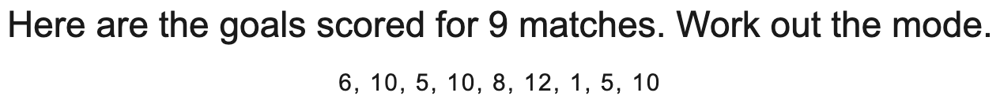 Here are the goals scored for 9 matches. Work out the mode.
6, 10, 5, 10, 8, 12, 1, 5, 10